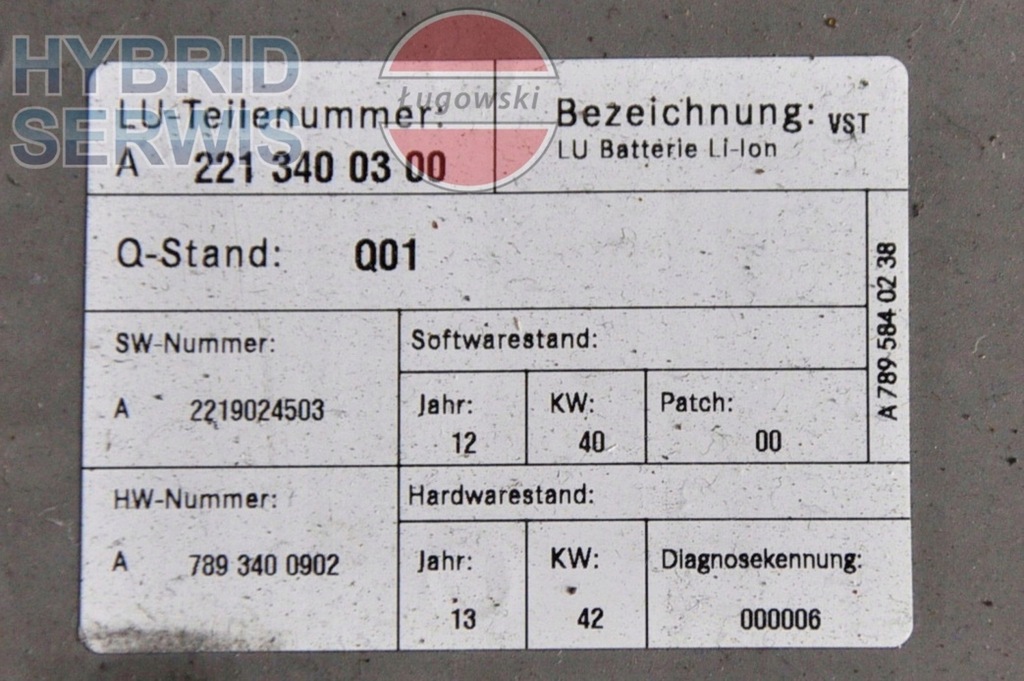 HYBRID
SERWIS
Ługowski
LU-Teilenummer:
A 221 340 03 00
Bezeichnung: VST
LU Batterie Li-Ion
Q-Stand: Q01
A 789 584 02 38
SW-Nummer:
A 2219024503
Softwarestand:
Jahr: KW: Patch:
12 40 00
HW-Nummer:
A 789 340 0902
Hardwarestand:
Jahr: KW: Diagnosekennung:
13 42 000006